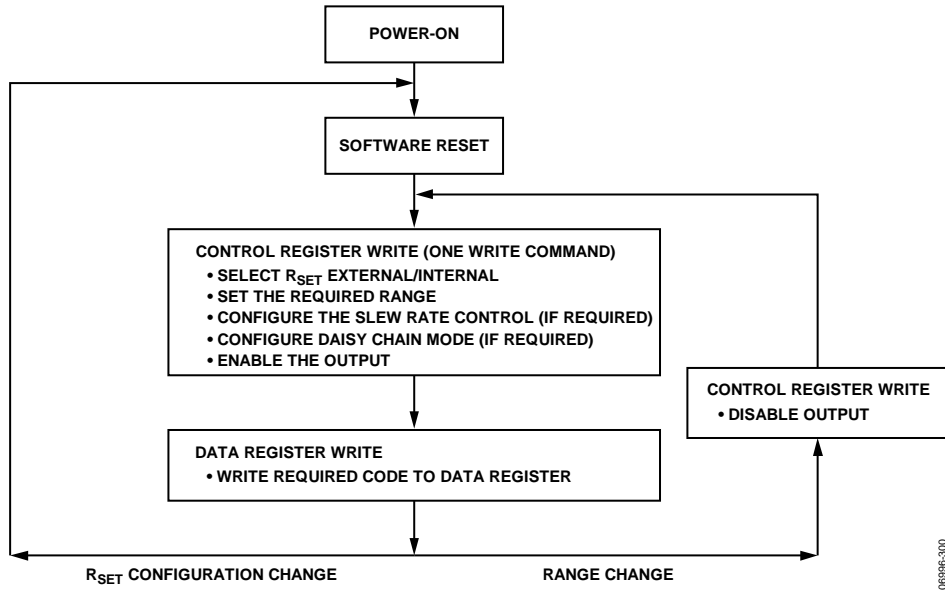 POWER-ON
SOFTWARE RESET
CONTROL REGISTER WRITE (ONE WRITE COMMAND)
• SELECT RSET EXTERNAL/INTERNAL
• SET THE REQUIRED RANGE
• CONFIGURE THE SLEW RATE CONTROL (IF REQUIRED)
• CONFIGURE DAISY CHAIN MODE (IF REQUIRED)
• ENABLE THE OUTPUT
CONTROL REGISTER WRITE
• DISABLE OUTPUT
DATA REGISTER WRITE
• WRITE REQUIRED CODE TO DATA REGISTER
RSET CONFIGURATION CHANGE
RANGE CHANGE
06996-300